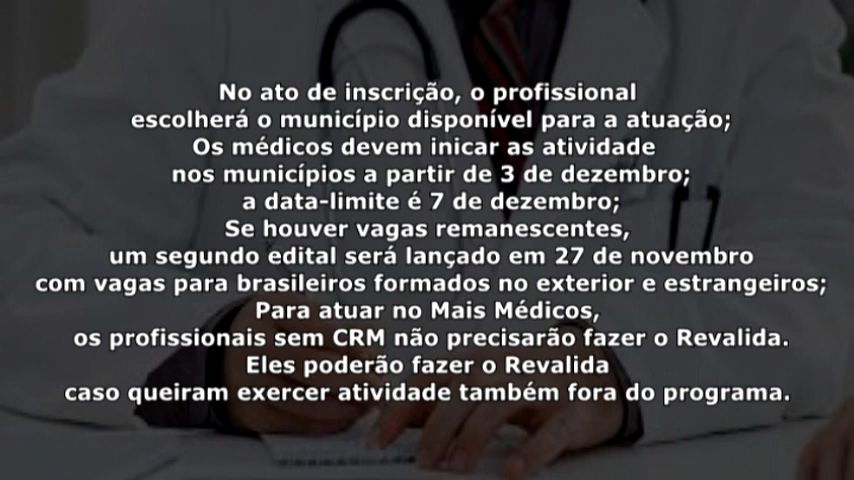 No ato de inscrição, o profissional
escolherá o município disponível para a atuação;
Os médicos devem inicar as atividade
nos municípios a partir de 3 de dezembro;
a data-limite é 7 de dezembro;
Se houver vagas remanescentes,
um segundo edital será lançado em 27 de novembro
com vagas para brasileiros formados no exterior e estrangeiros;
Para atuar no Mais Médicos,
os profissionais sem CRM não precisarão fazer o Revalida.
Eles poderão fazer o Revalida
caso queiram exercer atividade também fora do programa.